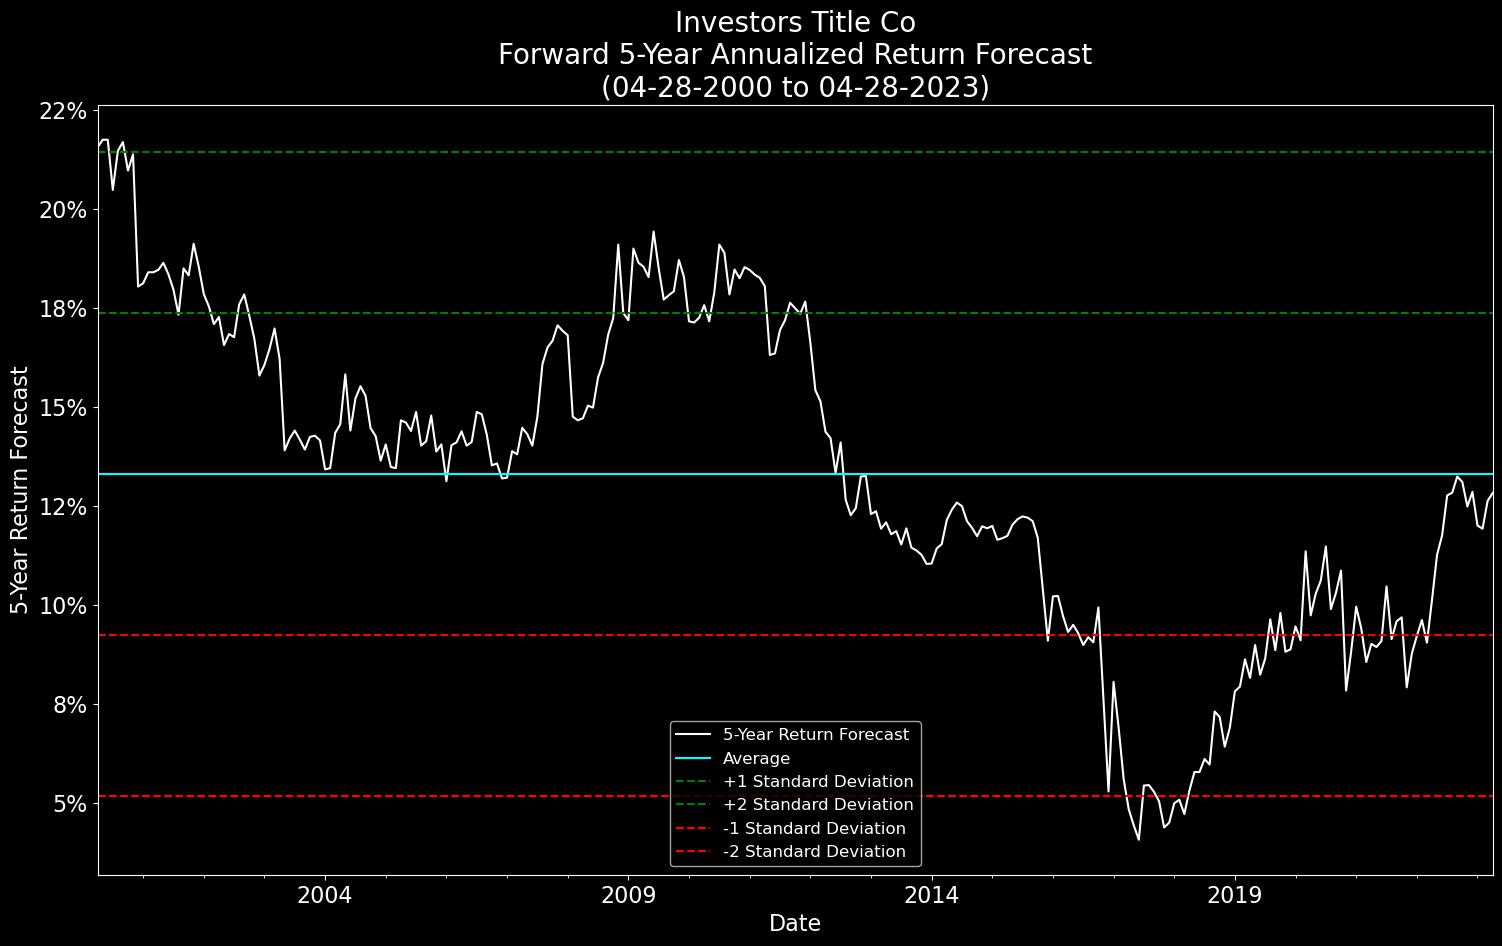 Investors Title Co
Forward 5-Year Annualized Return Forecast
(04-28-2000 to 04-28-2023)
22%
20%
18%
15%
12%
10%
8%
5%
5-Year Return Forecast
5-Year Return Forecast
Average
+1 Standard Deviation
+2 Standard Deviation
-1 Standard Deviation
-2 Standard Deviation
2004 2009 2014 2019
Date